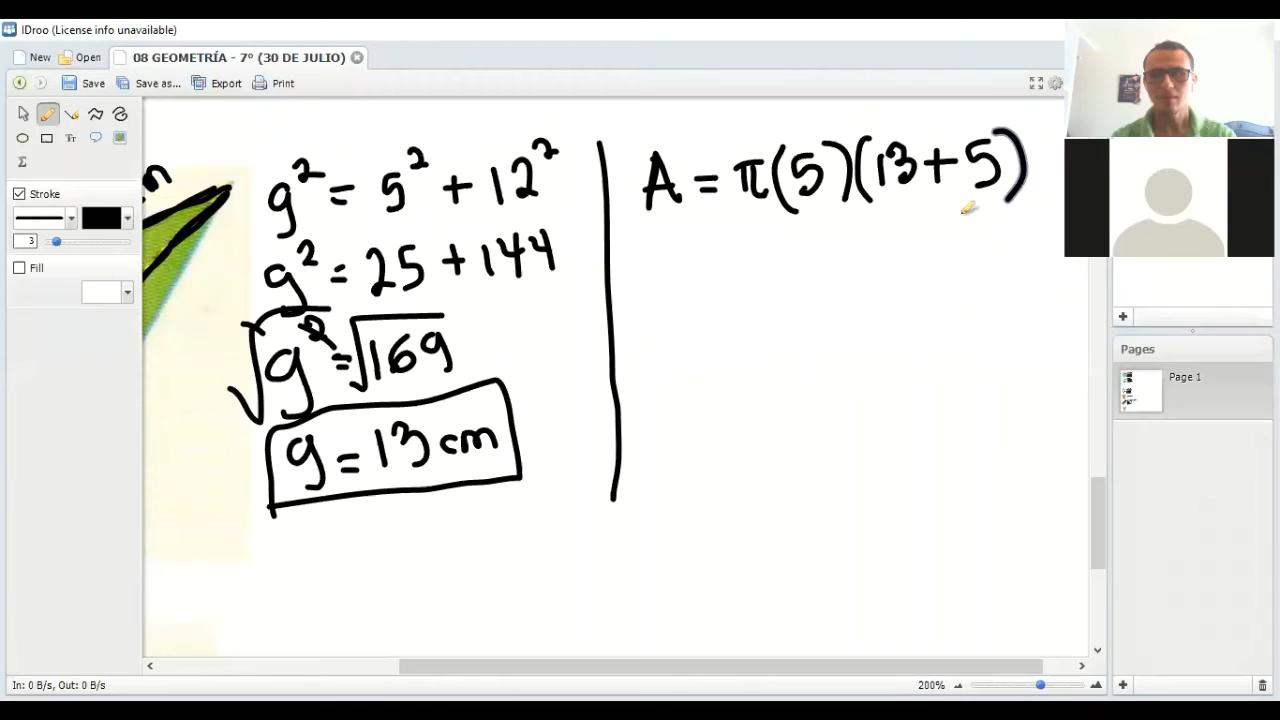 IDroo (License info unavailable)
New Open 08 GEOMETRÍA - 7º (30 DE JULIO)
Save Save as... Export Print
Tт
Σ
Stroke
3
Fill
g² = 5² + 12²
g² = 25 + 144
√g² = √169
g = 13 cm
A = π(5)(13+5)
Pages
Page 1
In: 0 B/s, Out: 0 B/s
200%